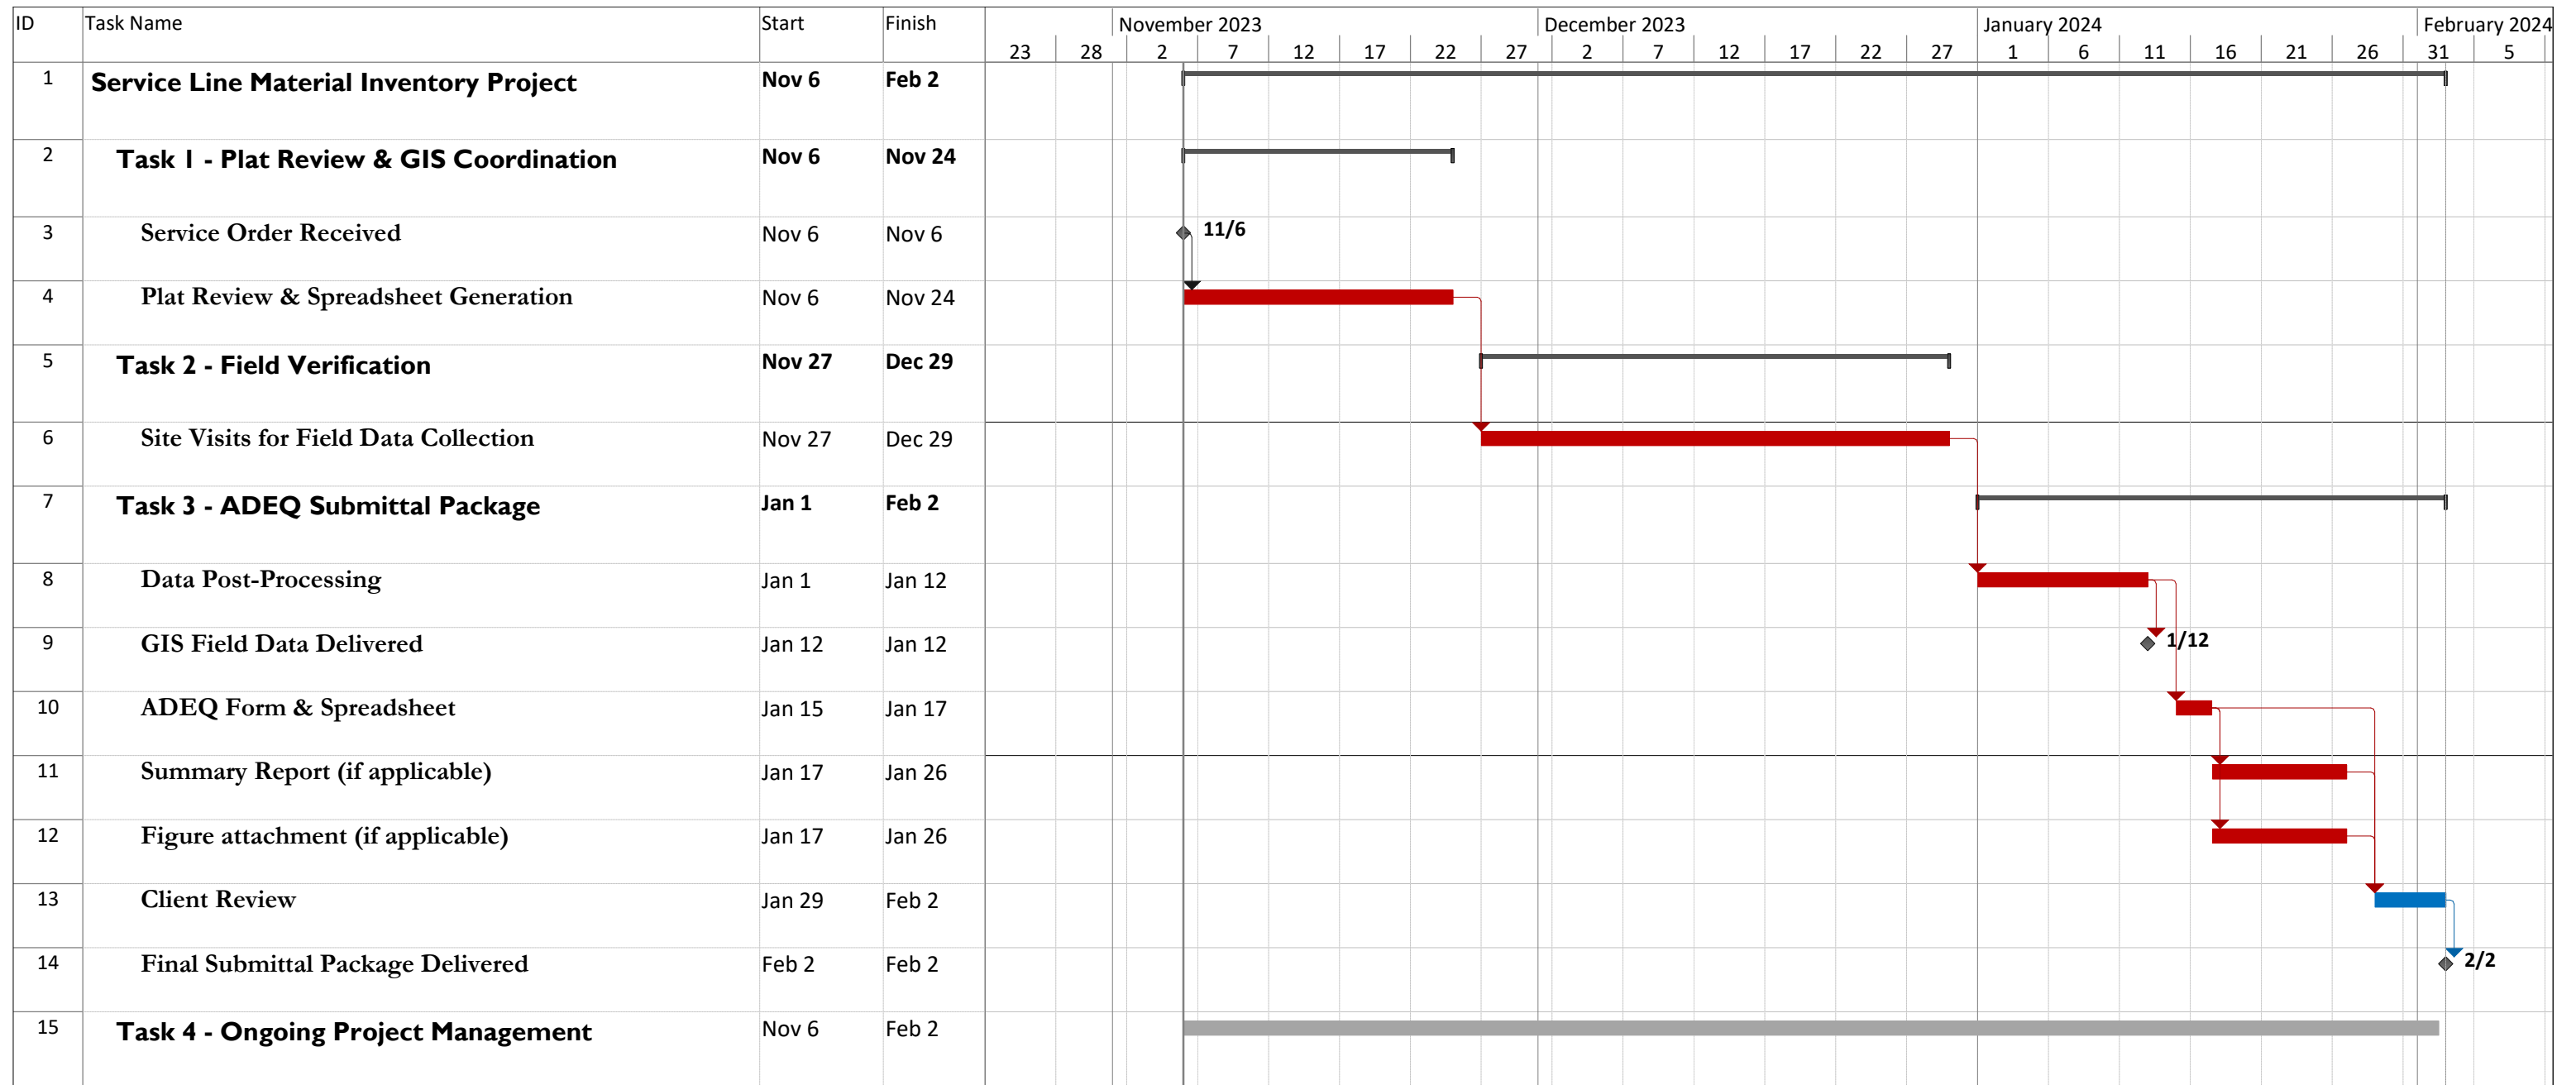 ID Task Name Start Finish November 2023 December 2023 January 2024 February 2024
23 28 2 7 12 17 22 27 2 7 12 17 22 27 1 6 11 16 21 26 31 5
1 Service Line Material Inventory Project Nov 6 Feb 2
2 Task 1 - Plat Review & GIS Coordination Nov 6 Nov 24
3 Service Order Received Nov 6 Nov 6 11/6
4 Plat Review & Spreadsheet Generation Nov 6 Nov 24
5 Task 2 - Field Verification Nov 27 Dec 29
6 Site Visits for Field Data Collection Nov 27 Dec 29
7 Task 3 - ADEQ Submittal Package Jan 1 Feb 2
8 Data Post-Processing Jan 1 Jan 12
9 GIS Field Data Delivered Jan 12 Jan 12 1/12
10 ADEQ Form & Spreadsheet Jan 15 Jan 17
11 Summary Report (if applicable) Jan 17 Jan 26
12 Figure attachment (if applicable) Jan 17 Jan 26
13 Client Review Jan 29 Feb 2
14 Final Submittal Package Delivered Feb 2 Feb 2 2/2
15 Task 4 - Ongoing Project Management Nov 6 Feb 2